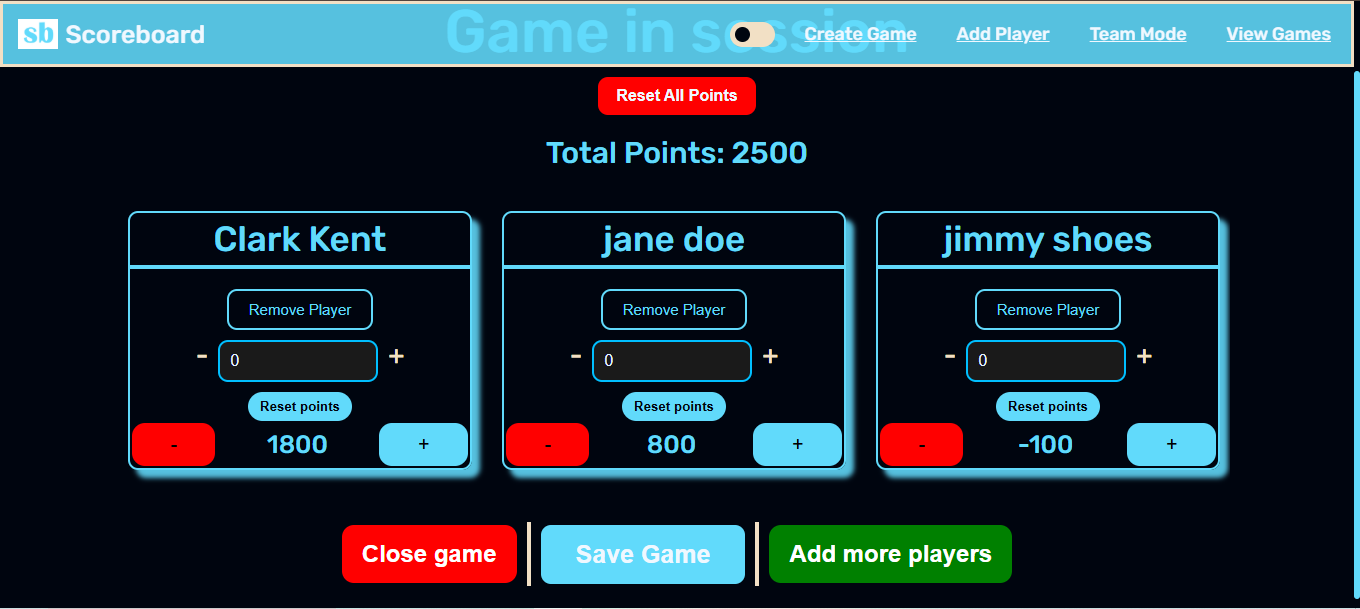 sb Scoreboard
Game in session
Create Game Add Player Team Mode View Games
Reset All Points
Total Points: 2500
Clark Kent
Remove Player
- 0 +
Reset points
- 1800 +
jane doe
Remove Player
- 0 +
Reset points
- 800 +
jimmy shoes
Remove Player
- 0 +
Reset points
- -100 +
Close game
Save Game
Add more players